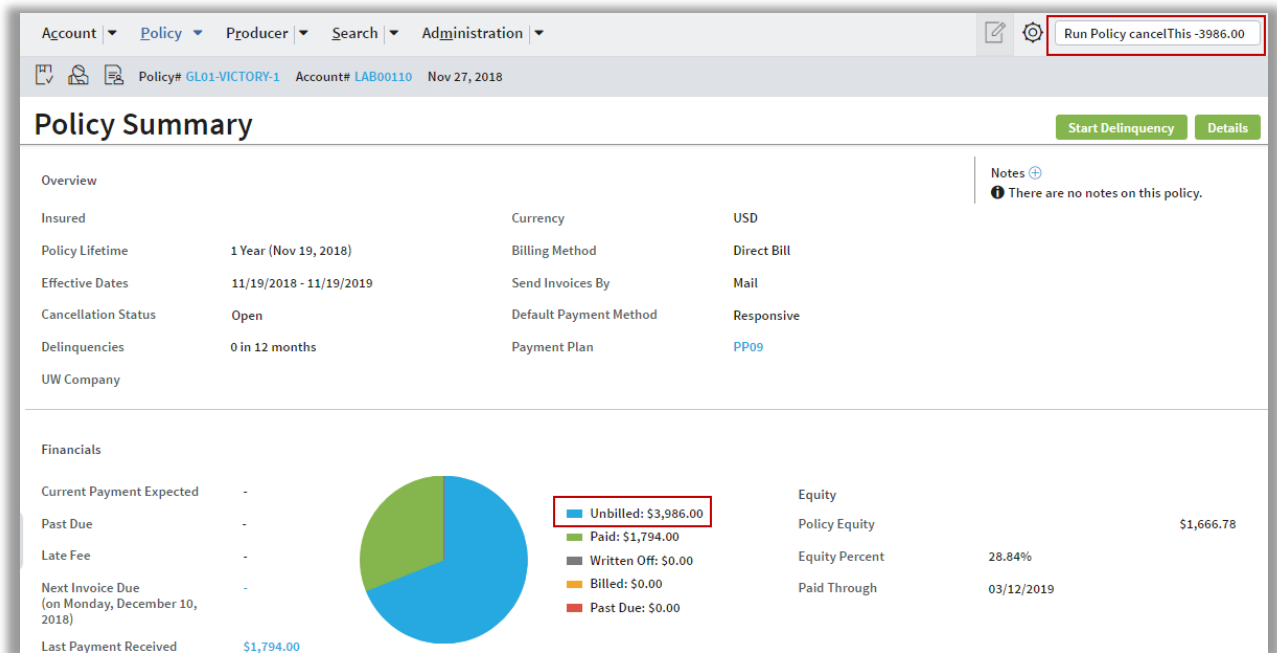 Account Policy Producer Search Administration Run Policy cancelThis -3986.00
Policy# GL01-VICTORY-1 Account# LAB00110 Nov 27, 2018
Policy Summary
Start Delinquency Details
Overview
Notes
There are no notes on this policy.
Insured
Currency USD
Policy Lifetime 1 Year (Nov 19, 2018)
Billing Method Direct Bill
Effective Dates 11/19/2018 - 11/19/2019
Send Invoices By Mail
Cancellation Status Open
Default Payment Method Responsive
Delinquencies 0 in 12 months
Payment Plan PP09
UW Company
Financials
Current Payment Expected -
Past Due -
Late Fee -
Next Invoice Due -
(on Monday, December 10,
2018)
Last Payment Received $1,794.00
Unbilled: $3,986.00
Paid: $1,794.00
Written Off: $0.00
Billed: $0.00
Past Due: $0.00
Equity
Policy Equity $1,666.78
Equity Percent 28.84%
Paid Through 03/12/2019